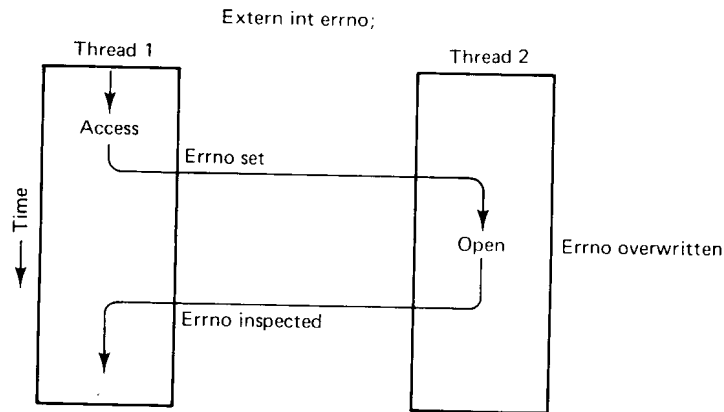 Extern int errno;
Thread 1
Thread 2
Access
Errno set
Time
Open
Errno overwritten
Errno inspected